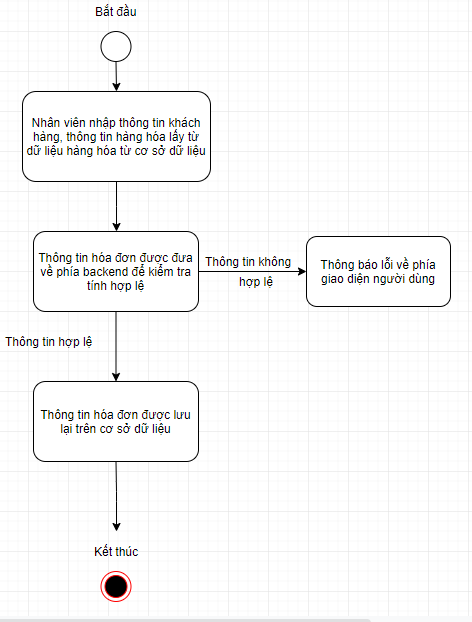 Bắt đầu
Nhân viên nhập thông tin khách
hàng, thông tin hàng hóa lấy từ
dữ liệu hàng hóa từ cơ sở dữ liệu
Thông tin hóa đơn được đưa
về phía backend để kiểm tra
tính hợp lệ
Thông tin không
hợp lệ
Thông báo lỗi về phía
giao diện người dùng
Thông tin hợp lệ
Thông tin hóa đơn được lưu
lại trên cơ sở dữ liệu
Kết thúc